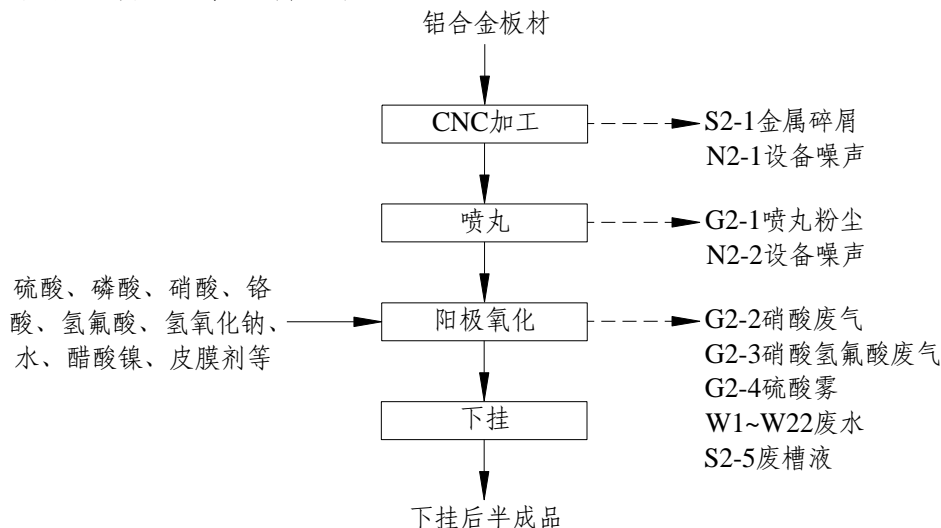 铝合金板材
CNC加工
S2-1金属碎屑
N2-1设备噪声
喷丸
G2-1喷丸粉尘
N2-2设备噪声
硫酸、磷酸、硝酸、铬
酸、氢氟酸、氢氧化钠、
水、醋酸镍、皮膜剂等
阳极氧化
G2-2硝酸废气
G2-3硝酸氢氟酸废气
G2-4硫酸雾
W1~W22废水
S2-5废槽液
下挂
下挂后半成品